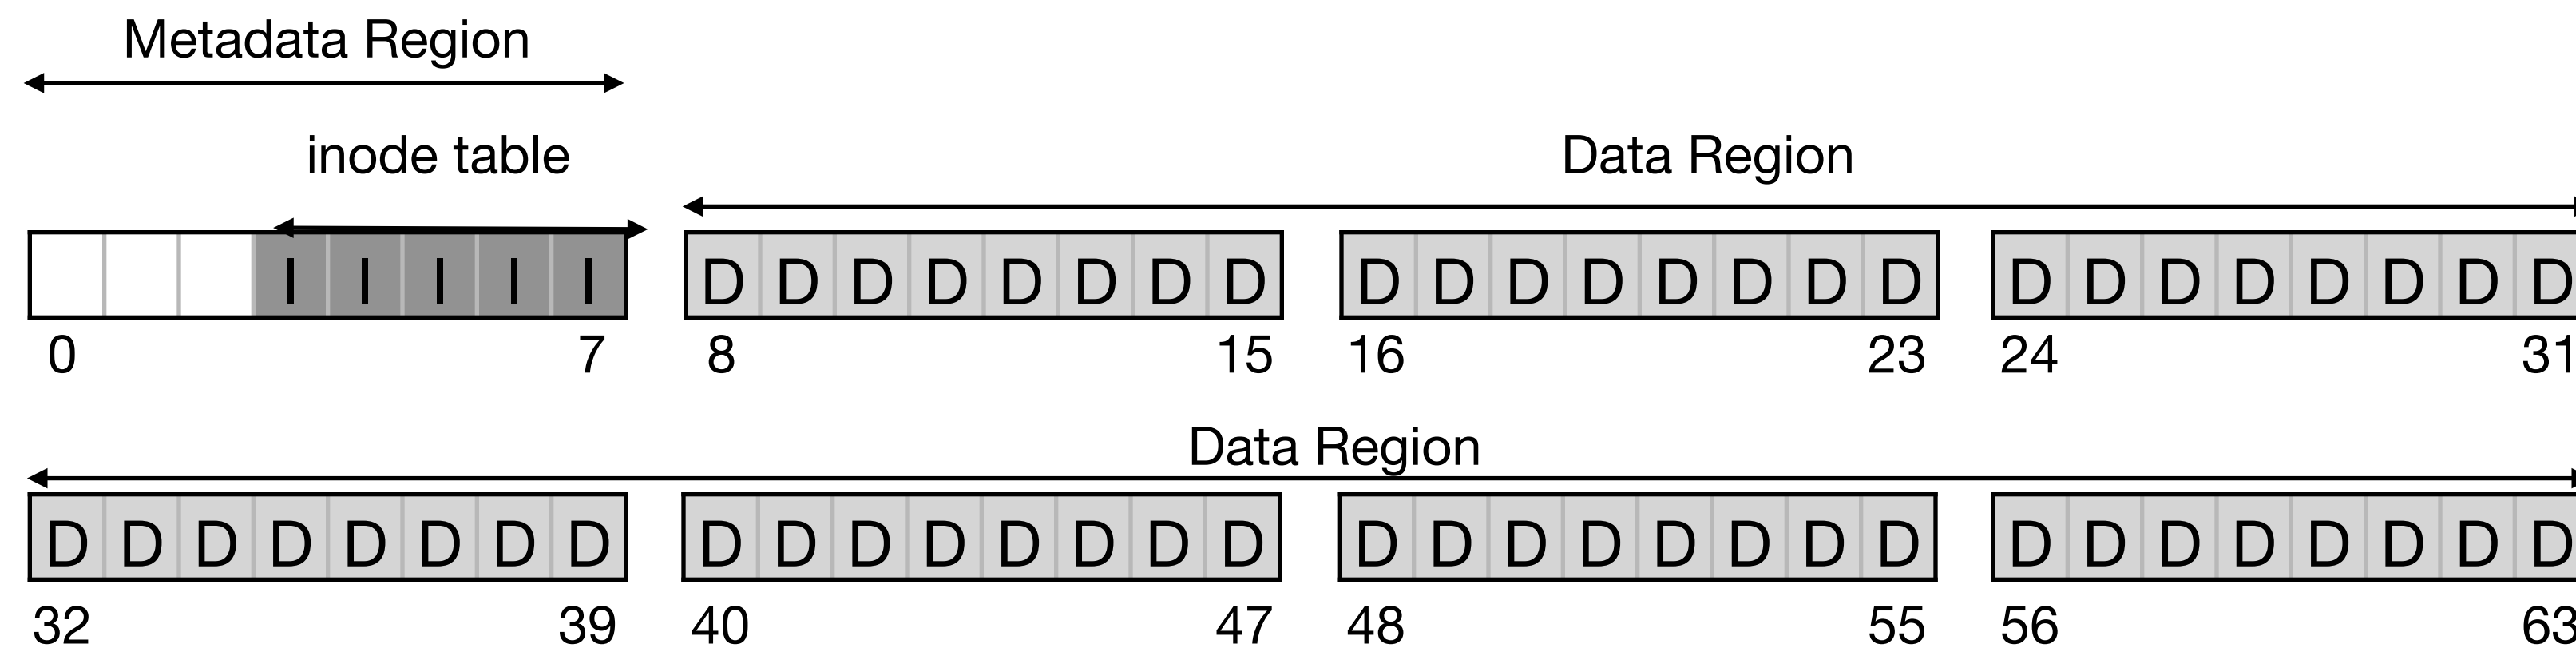 Metadata Region
inode table
Data Region
I I I I I D D D D D D D D D D D D D D D D D D D D D D D D
0 7 8 15 16 23 24 31
Data Region
D D D D D D D D D D D D D D D D D D D D D D D D D D D D D D D D
32 39 40 47 48 55 56 63